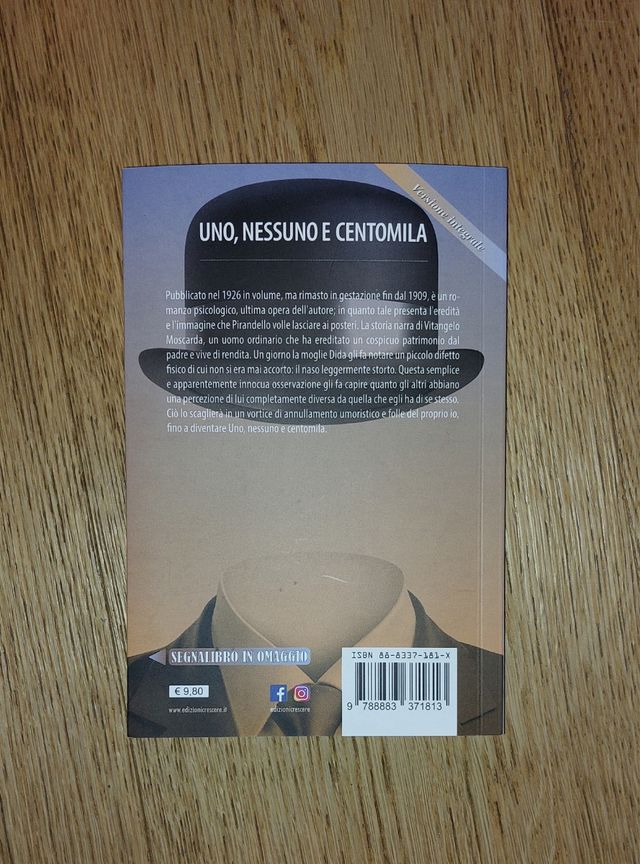 Versione integrale
UNO, NESSUNO E CENTOMILA
Pubblicato nel 1926 in volume, ma rimasto in gestazione fin dal 1909, è un ro-
manzo psicologico, ultima opera dell'autore; in quanto tale presenta l'eredità
e l'immagine che Pirandello volle lasciare ai posteri. La storia narra di Vitangelo
Moscarda, un uomo ordinario che ha ereditato un cospicuo patrimonio dal
padre e vive di rendita. Un giorno la moglie Dida gli fa notare un piccolo difetto
fisico di cui non si era mai accorto: il naso leggermente storto. Questa semplice
e apparentemente innocua osservazione gli fa capire quanto gli altri abbiano
una percezione di lui completamente diversa da quella che egli ha di se stesso.
Ciò lo scaglierà in un vortice di annullamento umoristico e folle del proprio io,
fino a diventare Uno, nessuno e centomila.
SEGNALIBRO IN OMAGGIO
€ 9,80
www.edizionicrescere.it
edizionicrescere
ISBN 88-8337-181-X
9 788883 371813